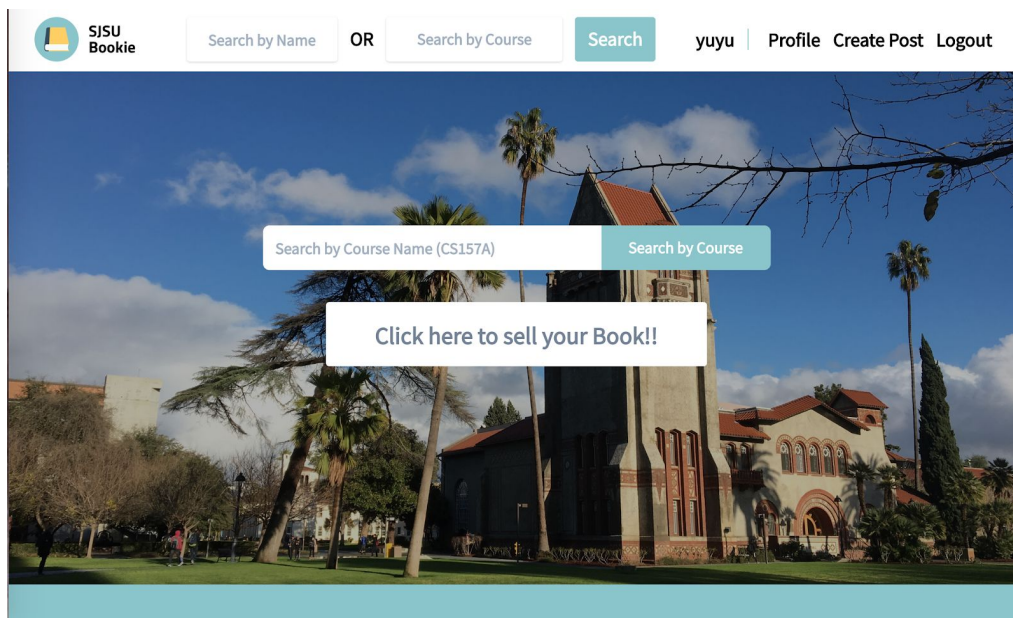 SJSU
Bookie
Search by Name
OR
Search by Course
Search
yuyu
Profile
Create Post
Logout
Search by Course Name (CS157A)
Search by Course
Click here to sell your Book!!